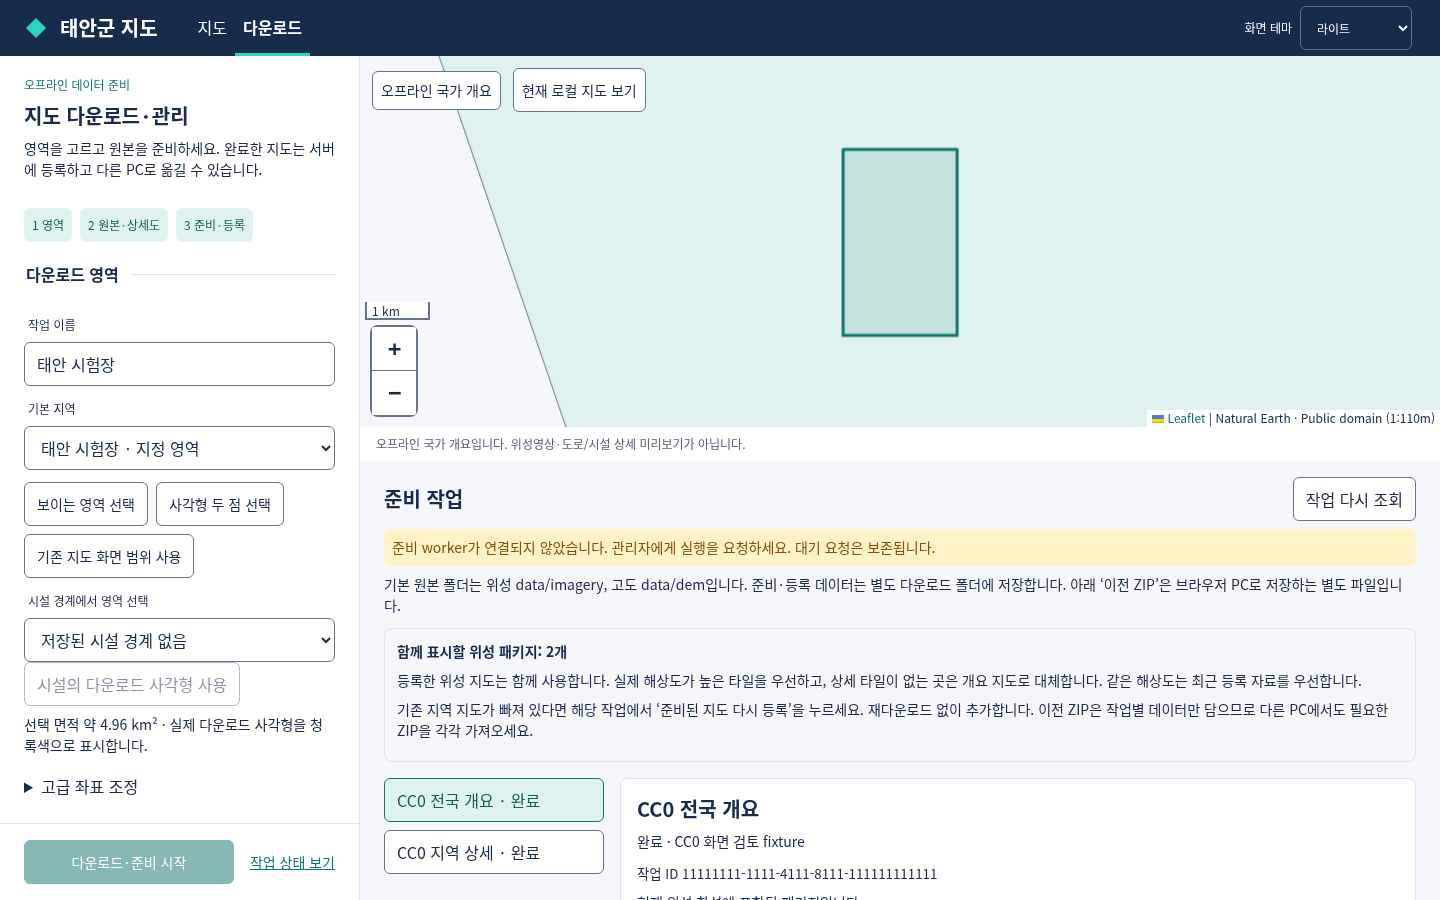 태안군 지도
지도
다운로드
화면 테마
라이트
오프라인 데이터 준비
지도 다운로드·관리
영역을 고르고 원본을 준비하세요. 완료한 지도는 서버
에 등록하고 다른 PC로 옮길 수 있습니다.
1 영역
2 원본·상세도
3 준비·등록
다운로드 영역
작업 이름
태안 시험장
기본 지역
태안 시험장 · 지정 영역
보이는 영역 선택
사각형 두 점 선택
기존 지도 화면 범위 사용
시설 경계에서 영역 선택
저장된 시설 경계 없음
시설의 다운로드 사각형 사용
선택 면적 약 4.96 km² · 실제 다운로드 사각형을 청
록색으로 표시합니다.
▶ 고급 좌표 조정
다운로드·준비 시작
작업 상태 보기
오프라인 국가 개요
현재 로컬 지도 보기
1 km
+
−
Leaflet | Natural Earth · Public domain (1:110m)
오프라인 국가 개요입니다. 위성영상·도로/시설 상세 미리보기가 아닙니다.
준비 작업
작업 다시 조회
준비 worker가 연결되지 않았습니다. 관리자에게 실행을 요청하세요. 대기 요청은 보존됩니다.
기본 원본 폴더는 위성 data/imagery, 고도 data/dem입니다. 준비·등록 데이터는 별도 다운로드 폴더에 저장합니다. 아래 ‘이전 ZIP’은 브라우저 PC로 저장하는 별도 파일입니
다.
함께 표시할 위성 패키지: 2개
등록한 위성 지도는 함께 사용합니다. 실제 해상도가 높은 타일을 우선하고, 상세 타일이 없는 곳은 개요 지도로 대체합니다. 같은 해상도는 최근 등록 자료를 우선합니다.
기존 지역 지도가 빠져 있다면 해당 작업에서 ‘준비된 지도 다시 등록’을 누르세요. 재다운로드 없이 추가합니다. 이전 ZIP은 작업별 데이터만 담으므로 다른 PC에서도 필요한
ZIP을 각각 가져오세요.
CC0 전국 개요 · 완료
CC0 지역 상세 · 완료
CC0 전국 개요
완료 · CC0 화면 검토 fixture
작업 ID 11111111-1111-4111-8111-111111111111